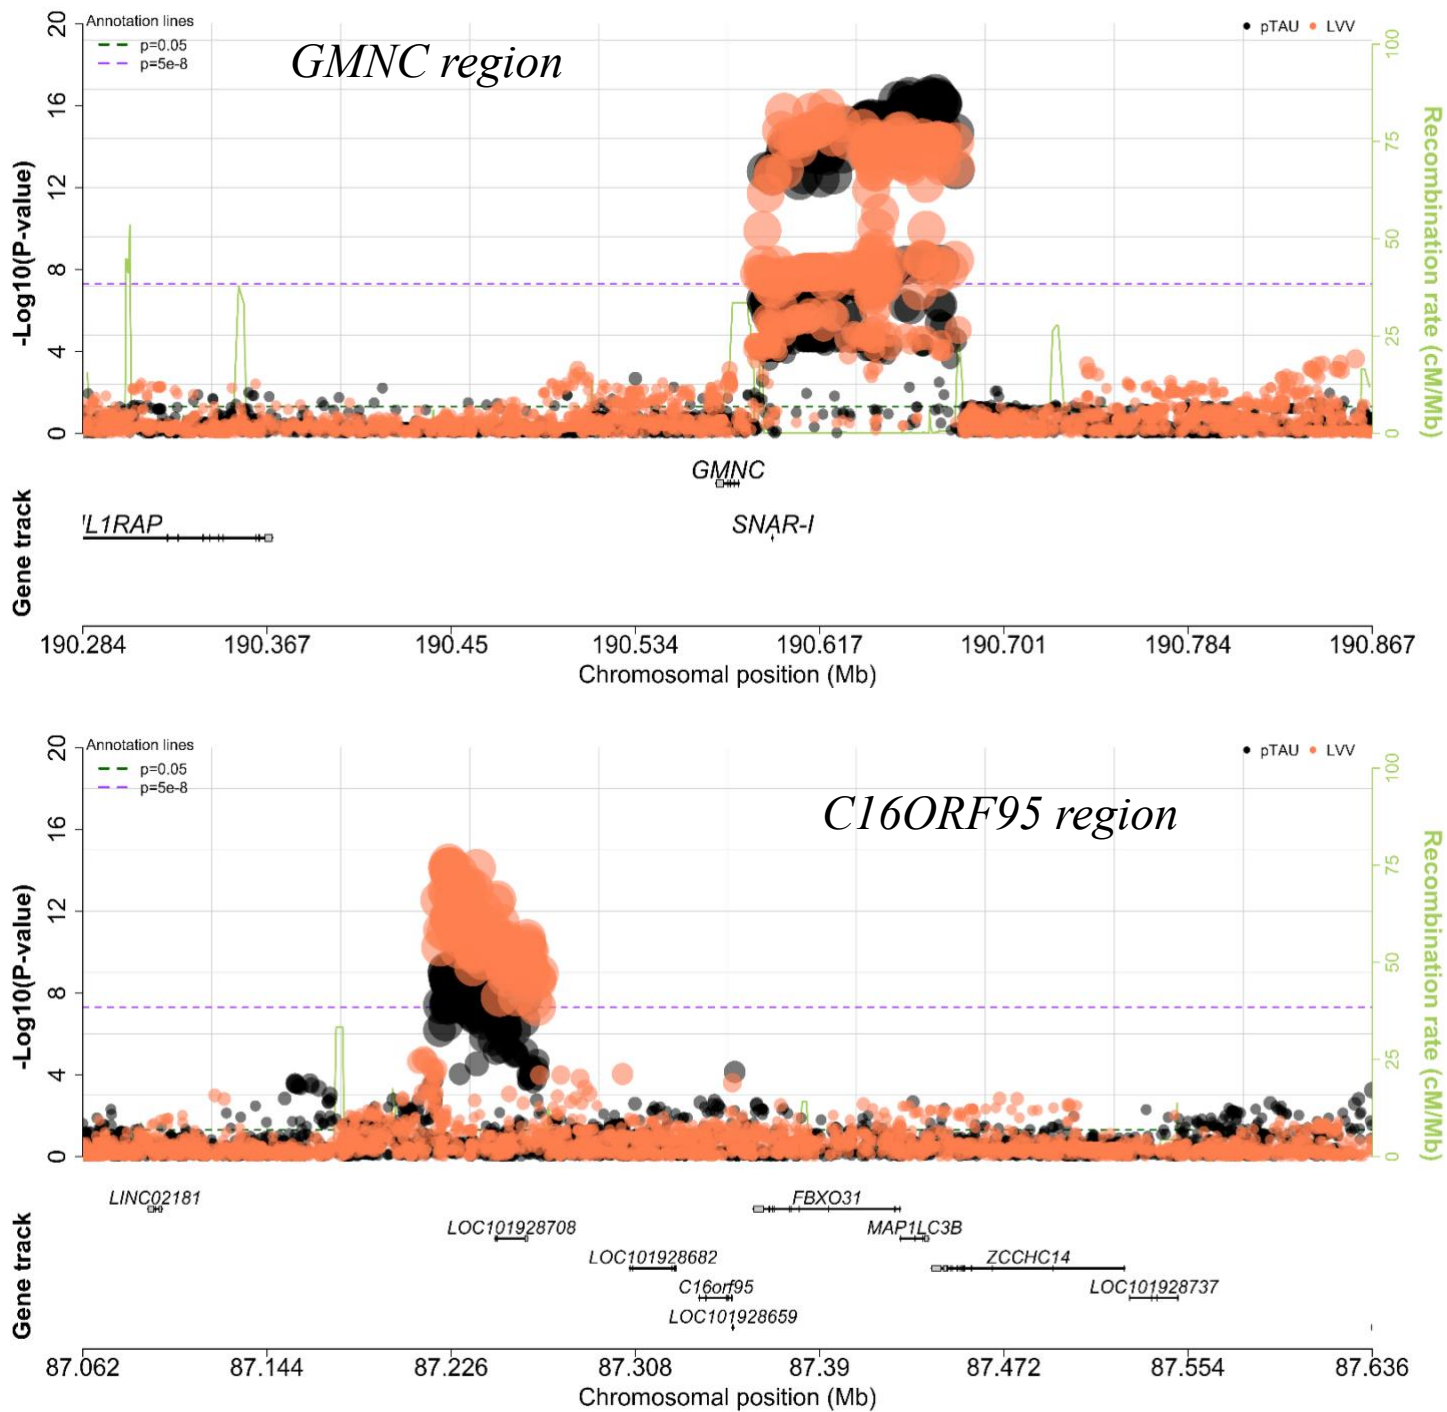 Annotation lines
p=0.05
p=5e-8
GMNC region
pTAU LVV
20
16
12
8
4
0
-Log10(P-value)
100
75
50
25
0
Recombination rate (cM/Mb)
GMNC
IL1RAP
SNAR-I
Gene track
190.284 190.367 190.45 190.534 190.617 190.701 190.784 190.867
Chromosomal position (Mb)
Annotation lines
p=0.05
p=5e-8
C16ORF95 region
pTAU LVV
20
16
12
8
4
0
-Log10(P-value)
100
75
50
25
0
Recombination rate (cM/Mb)
LINC02181
FBXO31
LOC101928708
MAP1LC3B
LOC101928682
ZCCHC14
C16orf95
LOC101928737
LOC101928659
Gene track
87.062 87.144 87.226 87.308 87.39 87.472 87.554 87.636
Chromosomal position (Mb)